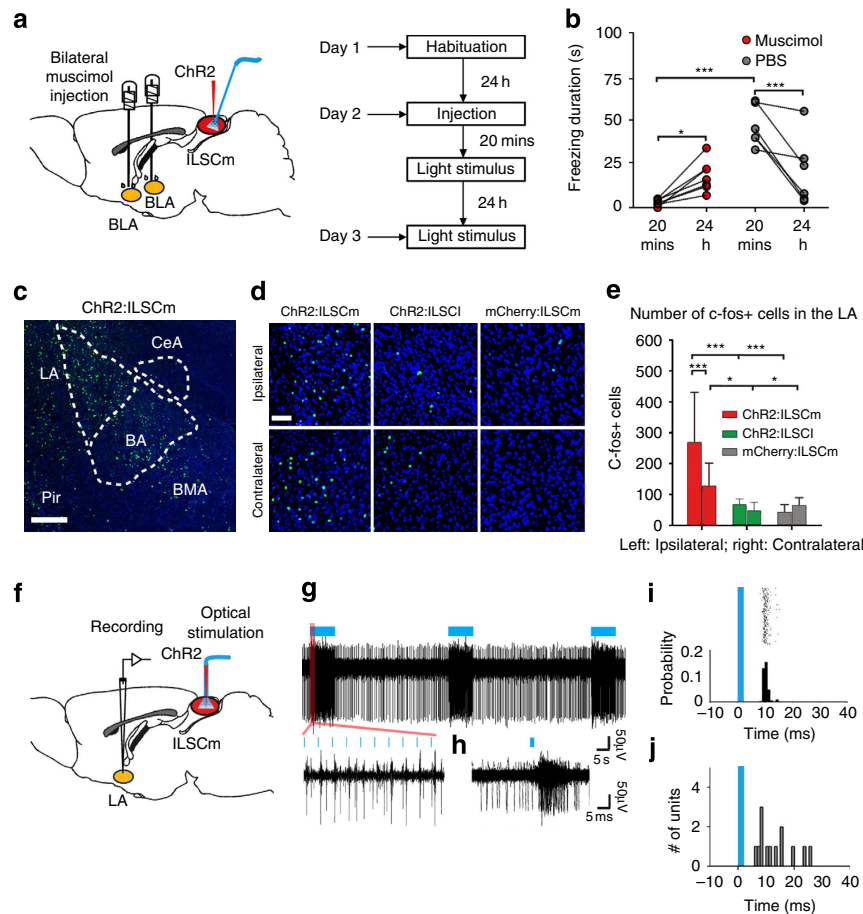 a
Bilateral
muscimol
injection
ChR2
ILSCm
BLA
BLA
Day 1
Habituation
24 h
Day 2
Injection
20 mins
Light stimulus
24 h
Day 3
Light stimulus
b
Muscimol
PBS
Freezing duration (s)
100
75
50
25
0
*
***
***
20
mins
24
h
20
mins
24
h
c
ChR2:ILSCm
LA
CeA
BA
BMA
Pir
d
ChR2:ILSCm ChR2:ILSCl mCherry:ILSCm
Ipsilateral
Contralateral
e
Number of c-fos+ cells in the LA
C-fos+ cells
600
500
400
300
200
100
0
*** ***
***
* *
ChR2:ILSCm
ChR2:ILSCl
mCherry:ILSCm
Left: Ipsilateral; right: Contralateral
f
Recording
Optical
stimulation
ChR2
ILSCm
LA
g
50µV
5 s
h
50µV
5 ms
i
Probability
0.2
0.1
0.0
−10 0 10 20 30 40
Time (ms)
j
# of units
4
2
0
−10 0 10 20 30 40
Time (ms)